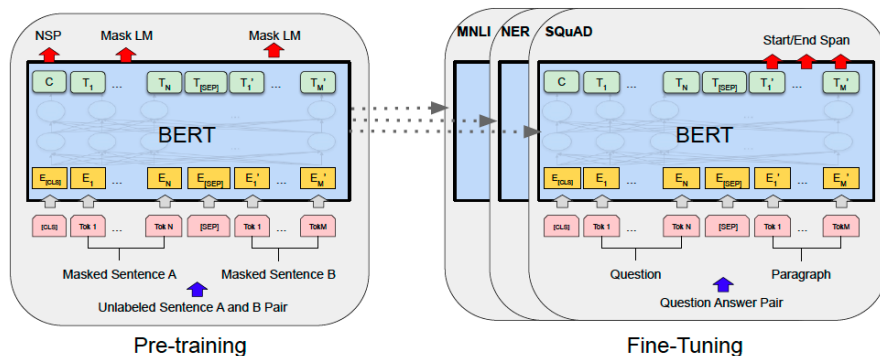 NSP Mask LM Mask LM
C T1 ... TN T[SEP] T1' ... TM'
BERT
E[CLS] E1 ... EN E[SEP] E1' ... EM'
[CLS] Tok 1 ... Tok N [SEP] Tok 1 ... TokM
Masked Sentence A Masked Sentence B
Unlabeled Sentence A and B Pair
Pre-training
MNLI NER SQuAD
Start/End Span
C T1 ... TN T[SEP] T1' ... TM'
BERT
E[CLS] E1 ... EN E[SEP] E1' ... EM'
[CLS] Tok 1 ... Tok N [SEP] Tok 1 ... TokM
Question Paragraph
Question Answer Pair
Fine-Tuning